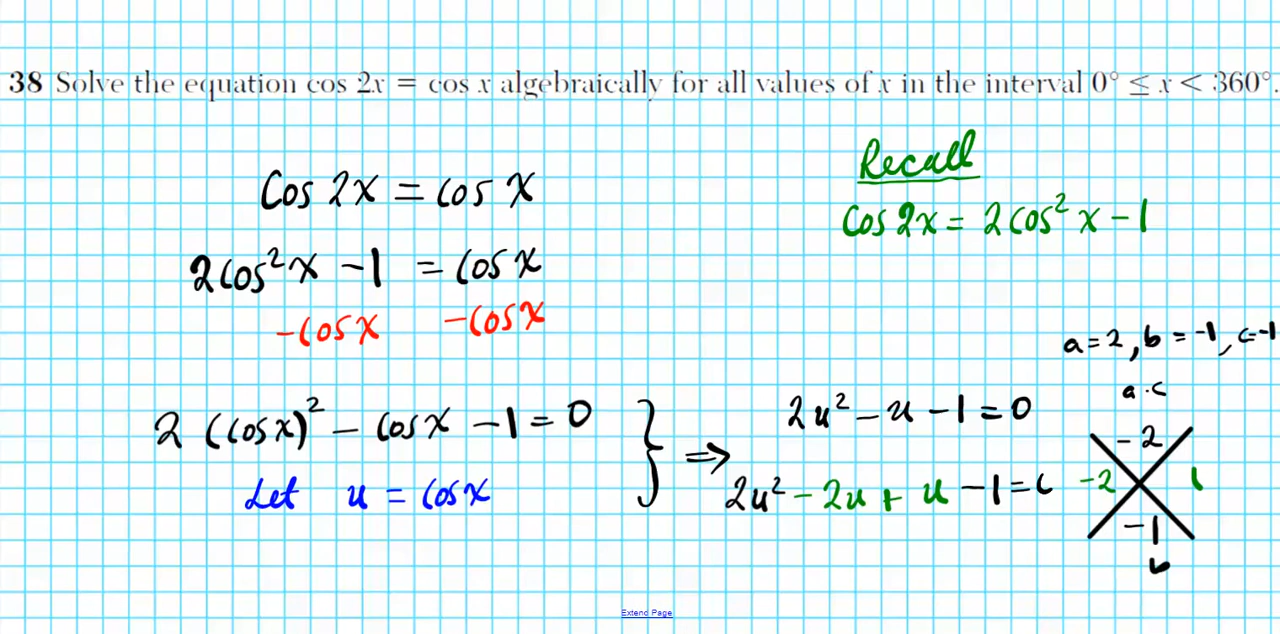 38 Solve the equation cos 2x = cos x algebraically for all values of x in the interval 0° ≤ x < 360°.
Recall
Cos 2x = cos x
Cos 2x = 2cos² x - 1
2cos²x - 1 = cos x
-cos x -cos x
a = 2, b = -1, c = -1
a·c
2 (cos x)² - cos x - 1 = 0 } ⇒ 2u² - u - 1 = 0
-2
Let u = cos x
2u² - 2u + u - 1 = 0
-2 1
-1
b
Extend Page